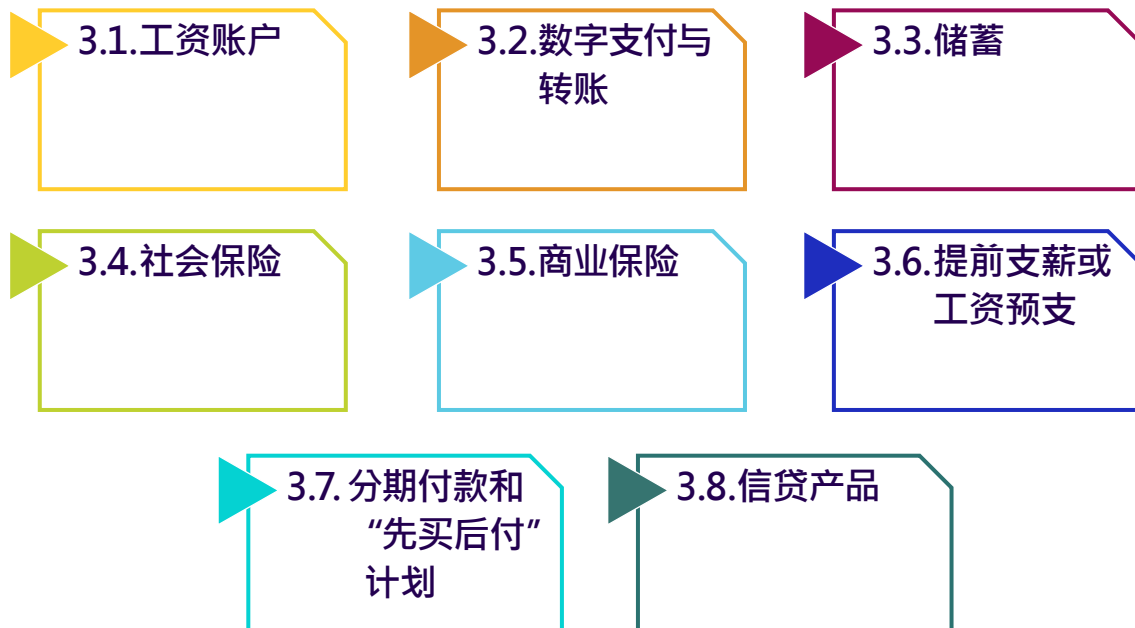 3.1.工资账户
3.2.数字支付与
转账
3.3.储蓄
3.4.社会保险
3.5.商业保险
3.6.提前支薪或
工资预支
3.7. 分期付款和
“先买后付”
计划
3.8.信贷产品